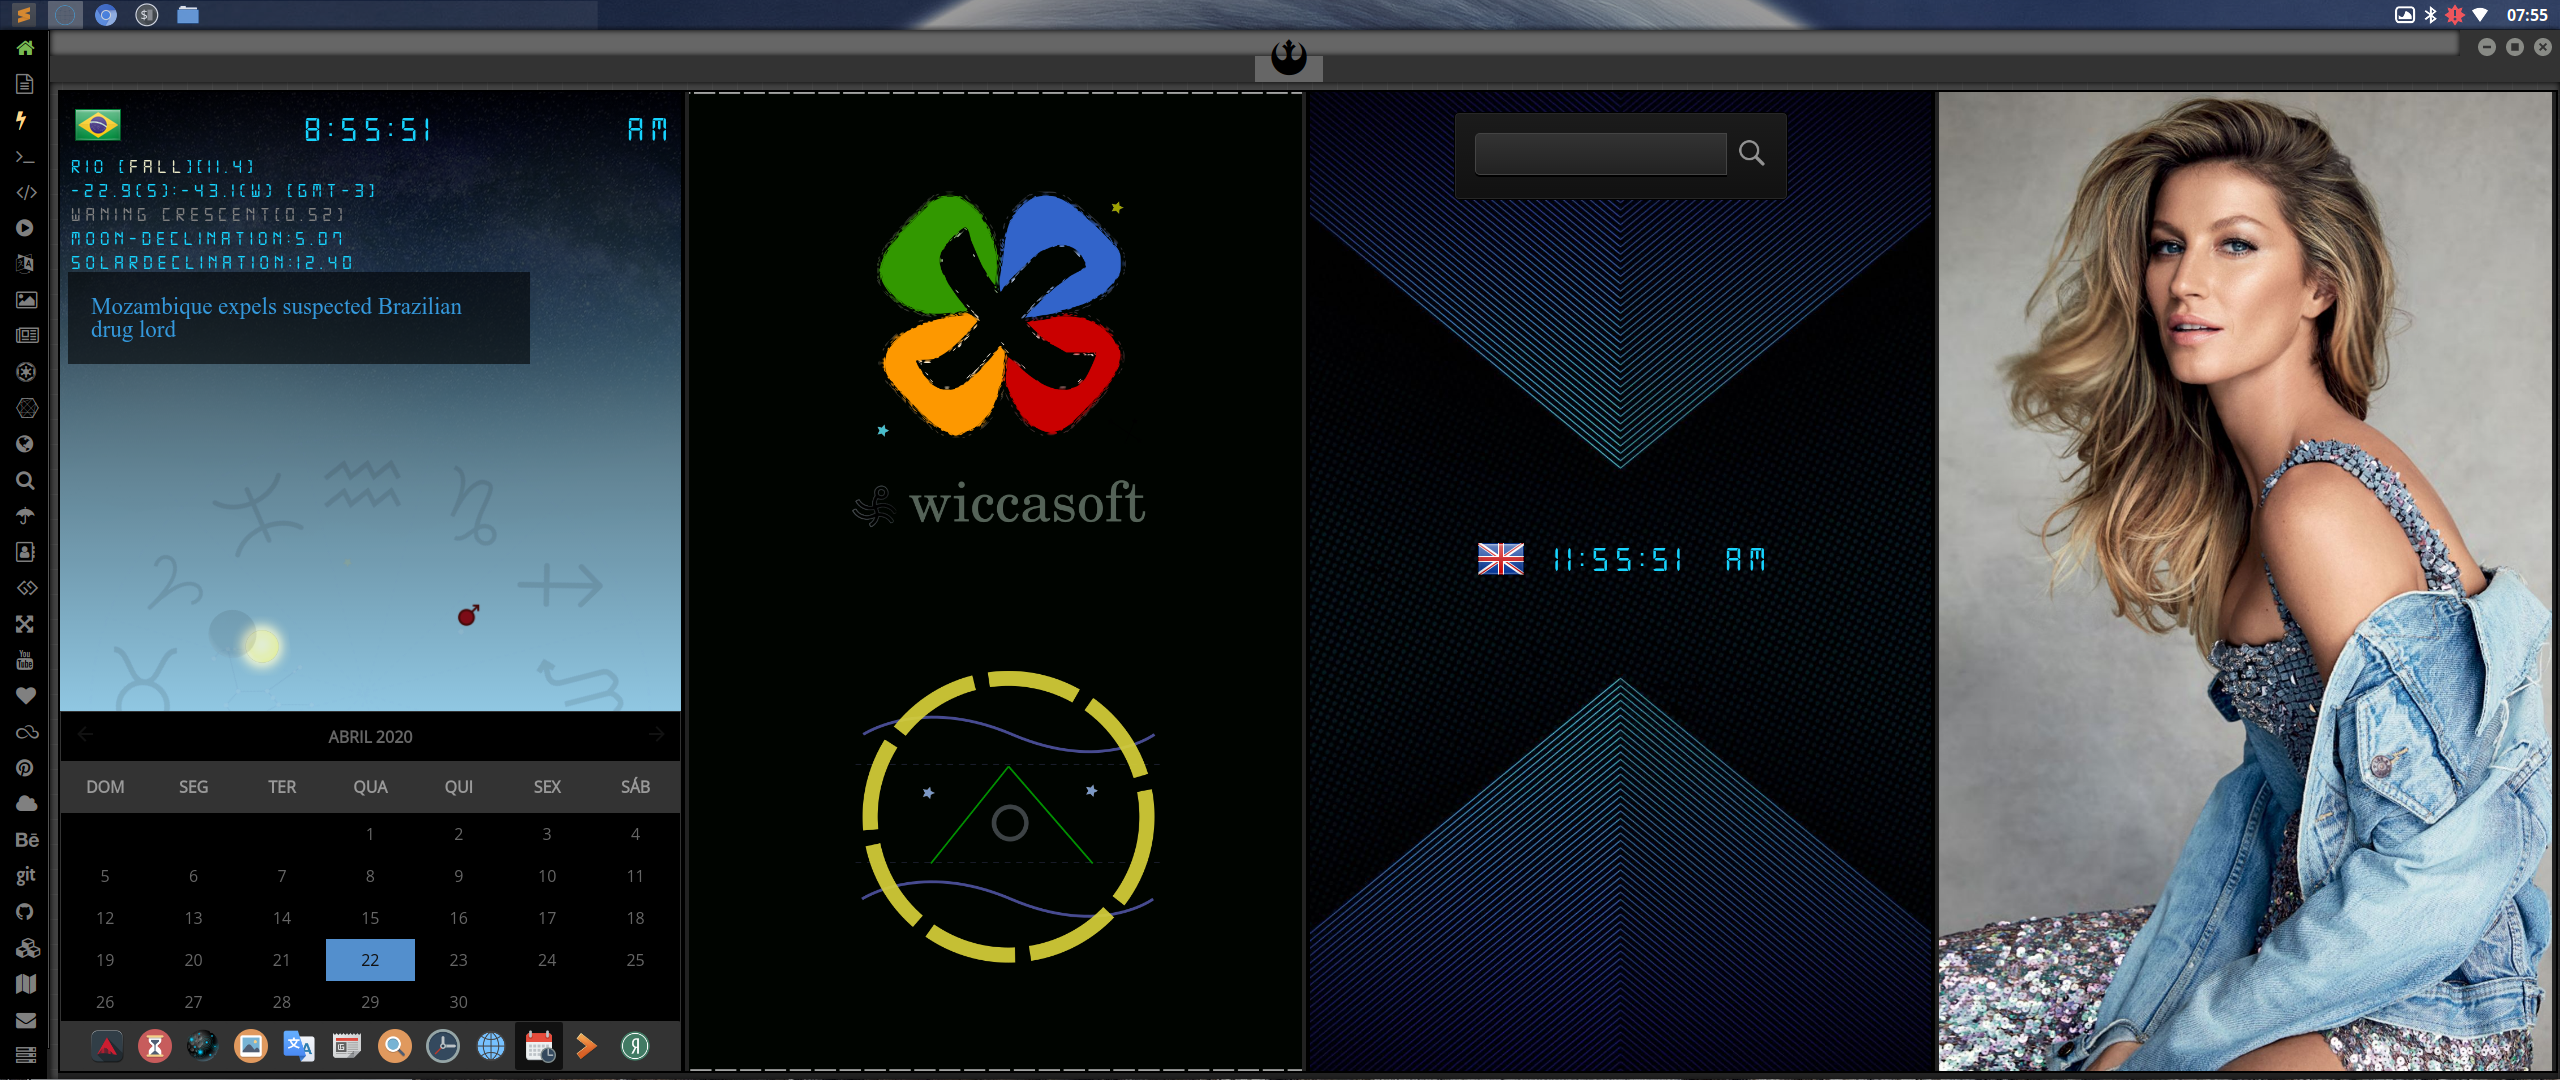 07:55
8:55:51 AM
RIO [FALL][11.4]
-22.9(S):-43.1(W) [GMT-3]
WANING CRESCENT(0.52)
MOON-DECLINATION:5.07
SOLARDECLINATION:12.40
Mozambique expels suspected Brazilian
drug lord
ABRIL 2020
DOM SEG TER QUA QUI SEX SÁB
1 2 3 4
5 6 7 8 9 10 11
12 13 14 15 16 17 18
19 20 21 22 23 24 25
26 27 28 29 30
wiccasoft
11:55:51 AM
You
Tube
Bē
git